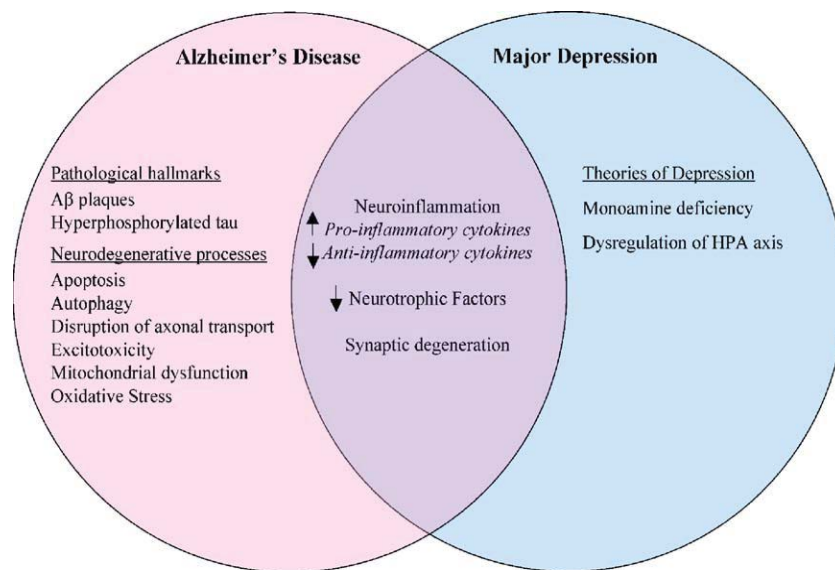 Alzheimer's Disease
Pathological hallmarks
Aβ plaques
Hyperphosphorylated tau
Neurodegenerative processes
Apoptosis
Autophagy
Disruption of axonal transport
Excitotoxicity
Mitochondrial dysfunction
Oxidative Stress
Neuroinflammation
Pro-inflammatory cytokines
Anti-inflammatory cytokines
Neurotrophic Factors
Synaptic degeneration
Major Depression
Theories of Depression
Monoamine deficiency
Dysregulation of HPA axis